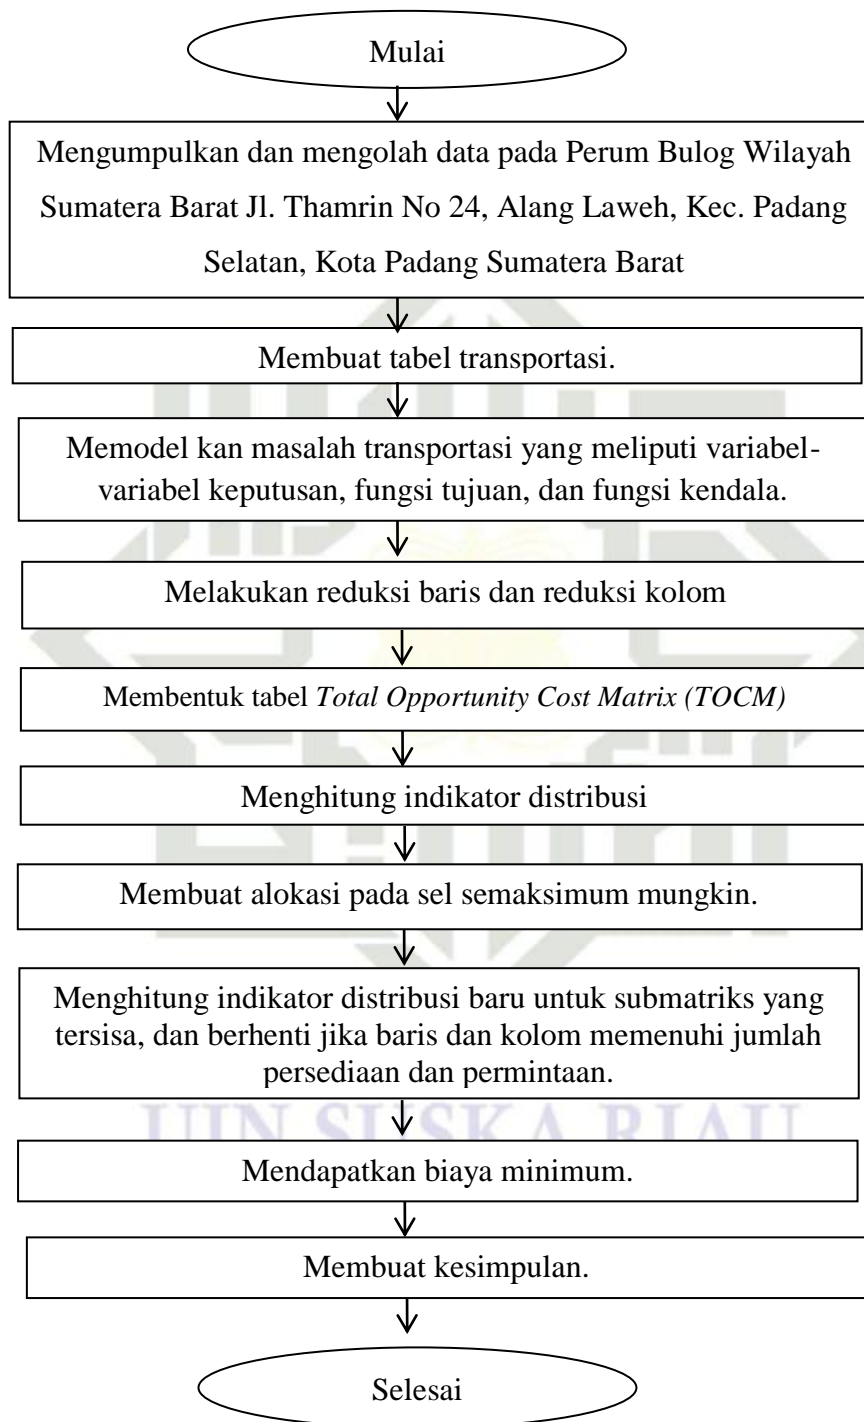 Mulai
Mengumpulkan dan mengolah data pada Perum Bulog Wilayah
Sumatera Barat Jl. Thamrin No 24, Alang Laweh, Kec. Padang
Selatan, Kota Padang Sumatera Barat
Membuat tabel transportasi.
Memodel kan masalah transportasi yang meliputi variabel-
variabel keputusan, fungsi tujuan, dan fungsi kendala.
Melakukan reduksi baris dan reduksi kolom
Membentuk tabel Total Opportunity Cost Matrix (TOCM)
Menghitung indikator distribusi
Membuat alokasi pada sel semaksimum mungkin.
Menghitung indikator distribusi baru untuk submatriks yang
tersisa, dan berhenti jika baris dan kolom memenuhi jumlah
persediaan dan permintaan.
UIN SUSKA RIAU
Mendapatkan biaya minimum.
Membuat kesimpulan.
Selesai